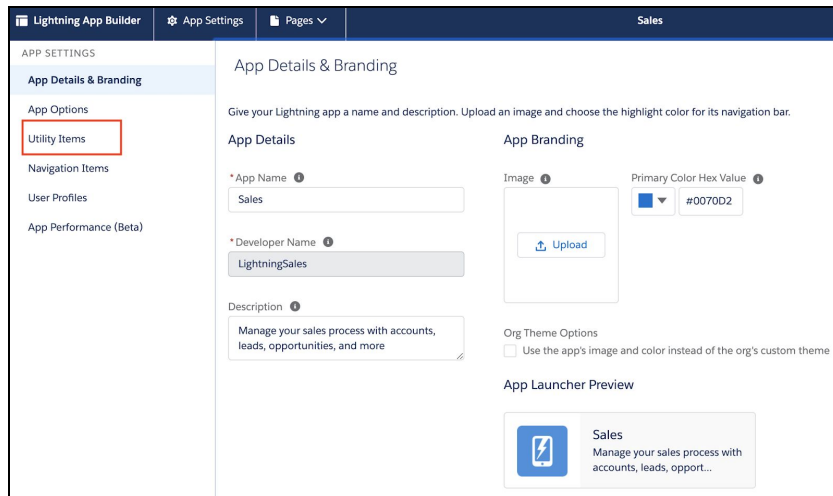 Lightning App Builder
App Settings
Pages
Sales
APP SETTINGS
App Details & Branding
App Options
Utility Items
Navigation Items
User Profiles
App Performance (Beta)
App Details & Branding
Give your Lightning app a name and description. Upload an image and choose the highlight color for its navigation bar.
App Details
*App Name
Sales
*Developer Name
LightningSales
Description
Manage your sales process with accounts,
leads, opportunities, and more
App Branding
Image
Upload
Primary Color Hex Value
#0070D2
Org Theme Options
Use the app's image and color instead of the org's custom theme
App Launcher Preview
Sales
Manage your sales process with
accounts, leads, opport...